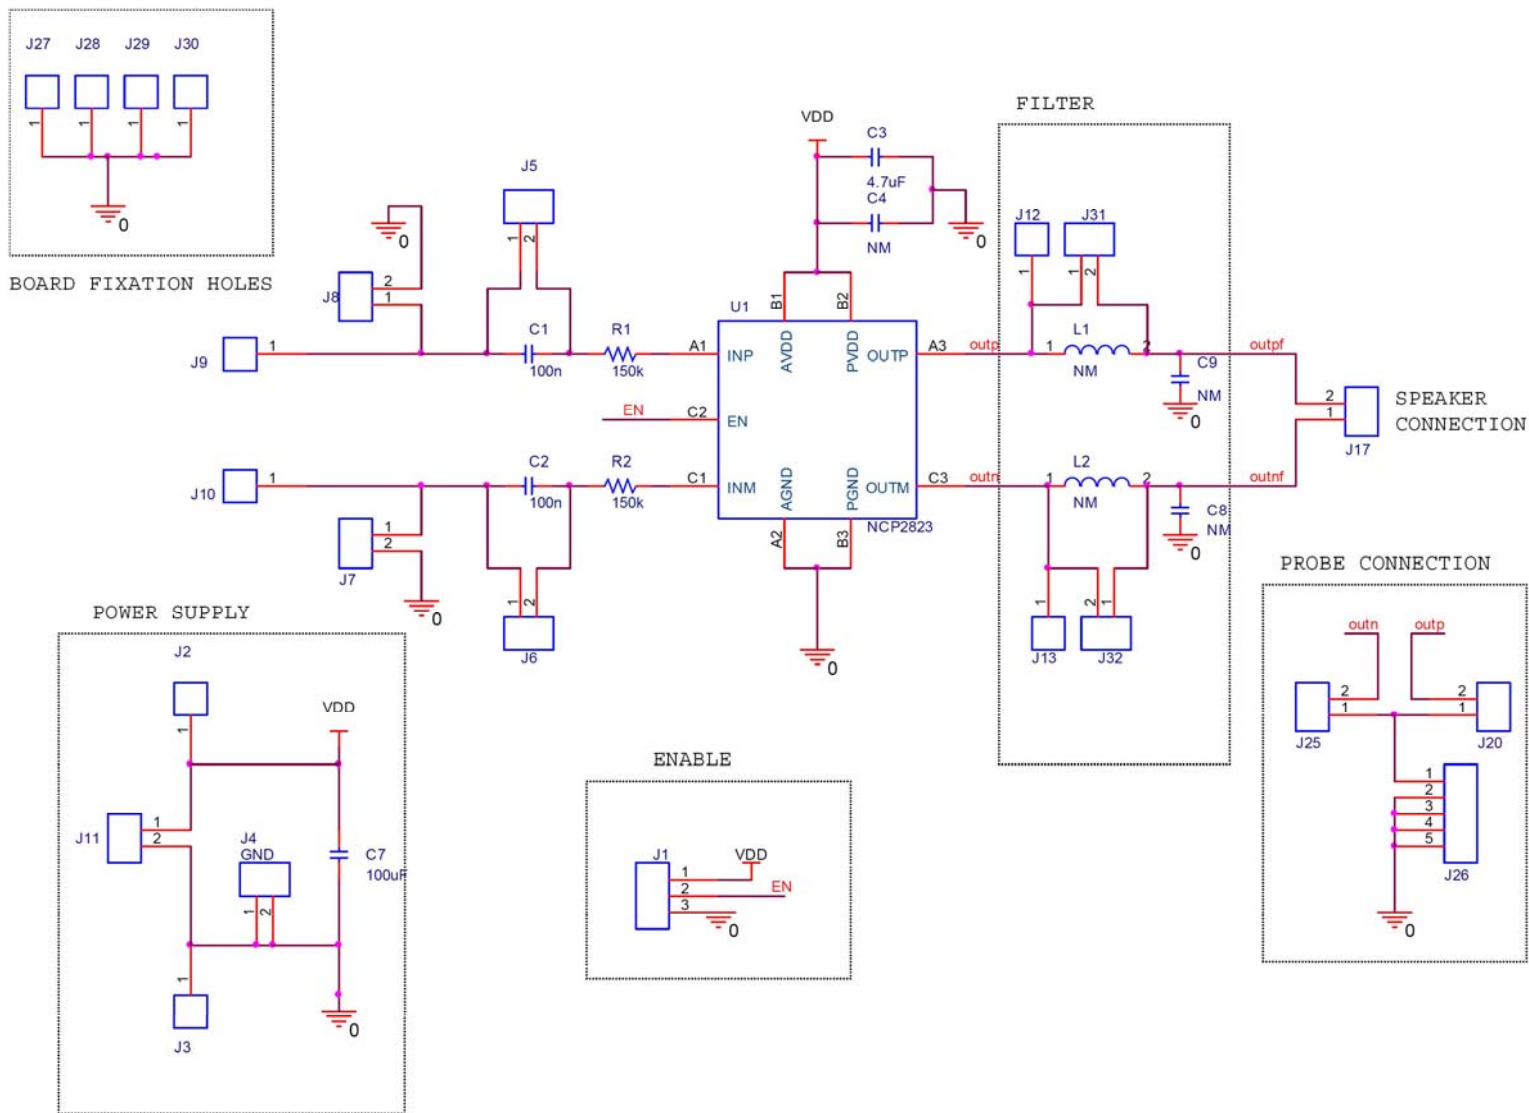 J27 J28 J29 J30
1 1 1 1
0
BOARD FIXATION HOLES
J8
2
1
0
J5
1 2
J9
1
C1
100n
R1
150k
J10
1
C2
100n
R2
150k
J7
1
2
0
J6
1 2
VDD
C3
4.7uF
C4
NM
0
U1
B1 B2
AVDD PVDD
A1 INP OUTP A3
EN C2 EN
C1 INM OUTM C3
AGND PGND
A2 B3
NCP2823
0
FILTER
J12 J31
1 1 2
outp
1 L1 2
NM
C9
NM
0
outpf
outn
1 L2 2
NM
C8
NM
0
outnf
1 2 1
J13 J32
2
1
J17
SPEAKER
CONNECTION
POWER SUPPLY
J2
1
VDD
J11
1
2
J4
GND
1 2
C7
100uF
1
J3
0
ENABLE
J1
1 VDD
2 EN
3
0
PROBE CONNECTION
outn outp
2 2
1 1
J25 J20
1
2
3
4
5
J26
0